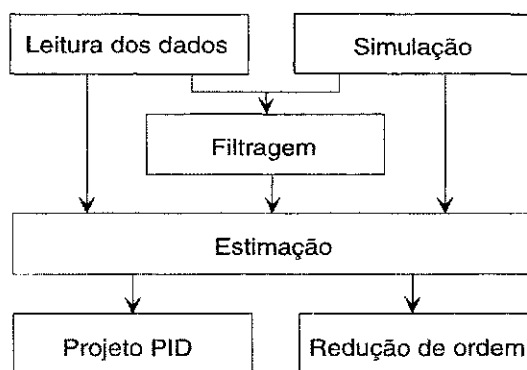 Leitura dos dados
Simulação
Filtragem
Estimação
Projeto PID
Redução de ordem